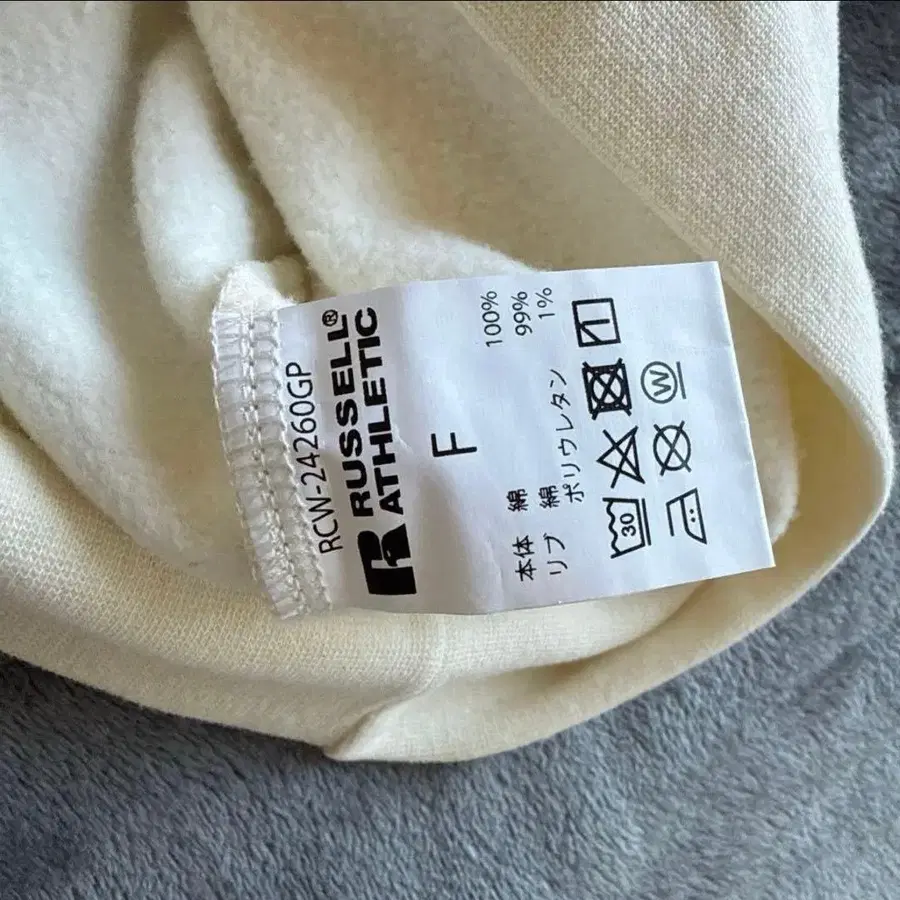 RCW-24260GP
RUSSELL®
ATHLETIC
F
本体 綿 100%
リブ 綿 99%
ポリウレタン 1%
30
W